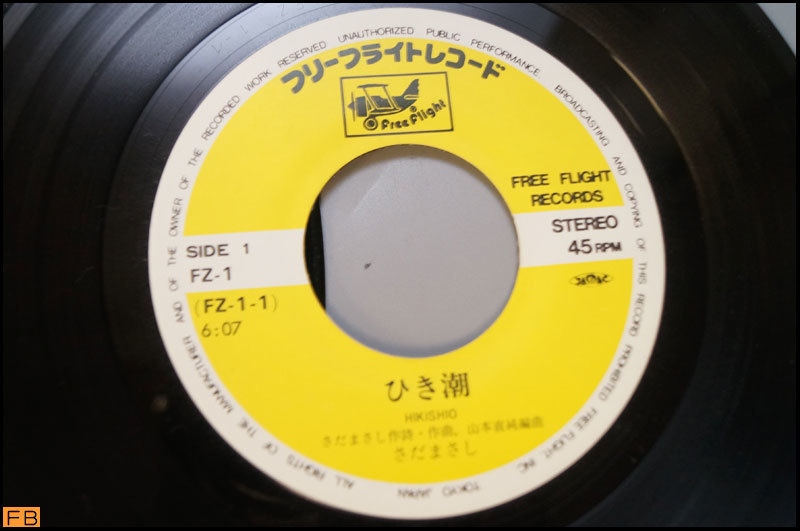 ALL RIGHTS OF THE MANUFACTURER AND OF THE OWNER OF THE RECORDED WORK RESERVED UNAUTHORIZED PUBLIC PERFORMANCE, BROADCASTING AND COPYING OF THIS RECORD PROHIBITED FREE FLIGHT, INC. TOKYO JAPAN
フリーフライトレコード
free flight
FREE FLIGHT
RECORDS
STEREO
45 RPM
SIDE 1
FZ-1
(FZ-1-1)
6:07
ひき潮
HIKISHIO
さだまさし作詩・作曲, 山本直純編曲
さだまさし
FB